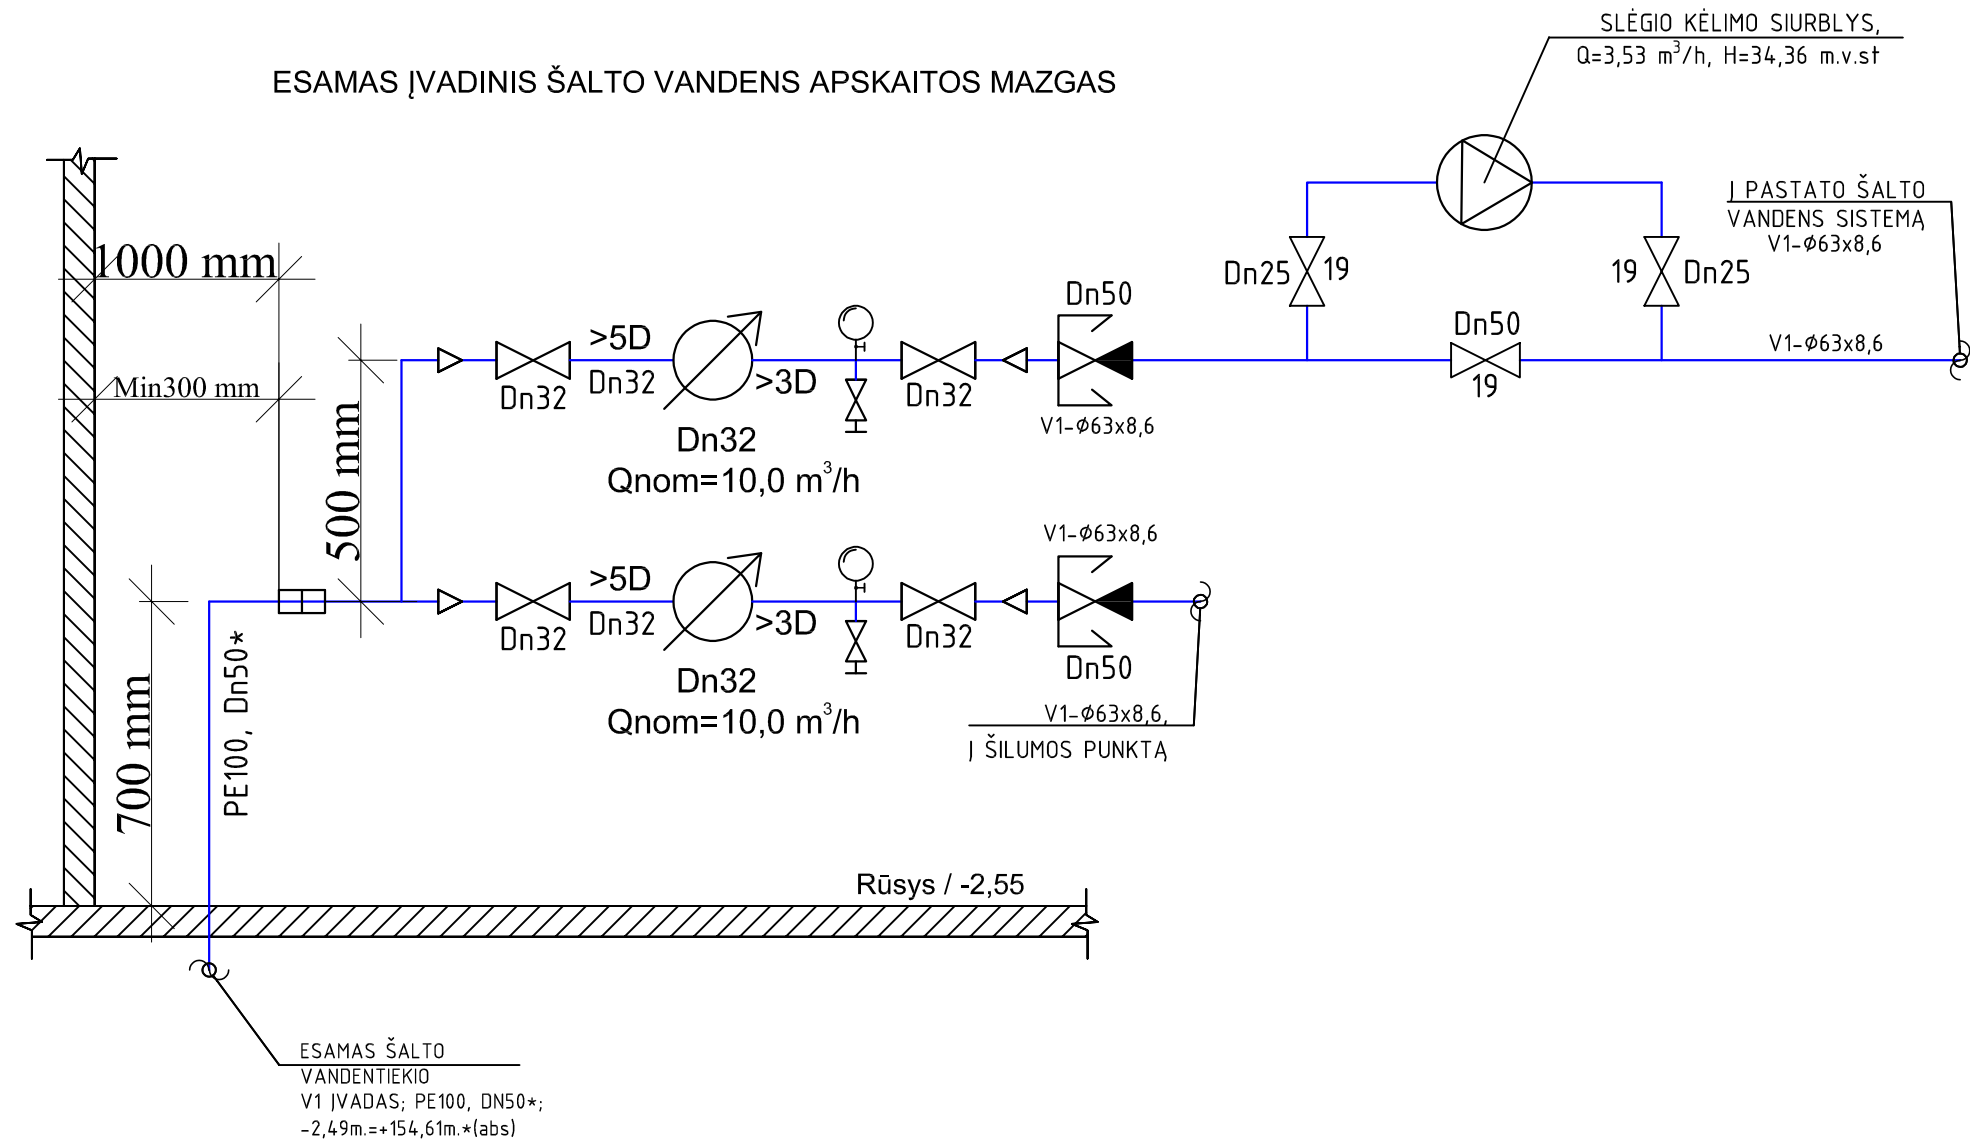 SLĖGIO KĖLIMO SIURBLYS,
Q=3,53 m³/h, H=34,36 m.v.st
ESAMAS ĮVADINIS ŠALTO VANDENS APSKAITOS MAZGAS
Į PASTATO ŠALTO
VANDENS SISTEMĄ
V1-Ø63x8,6
1000 mm
Dn25
19
19
Dn25
Dn50
Dn50
>5D
V1-Ø63x8,6
Min300 mm
Dn32
Dn32
>3D
Dn32
19
V1-Ø63x8,6
500 mm
Dn32
Qnom=10,0 m³/h
V1-Ø63x8,6
>5D
Dn32
Dn32
>3D
Dn32
Dn50
PE100, Dn50*
700 mm
Dn32
Qnom=10,0 m³/h
V1-Ø63x8,6,
Į ŠILUMOS PUNKTĄ
Rūsys / -2,55
ESAMAS ŠALTO
VANDENTIEKIO
V1 ĮVADAS; PE100, DN50*;
-2,49m.=+154,61m.*(abs)